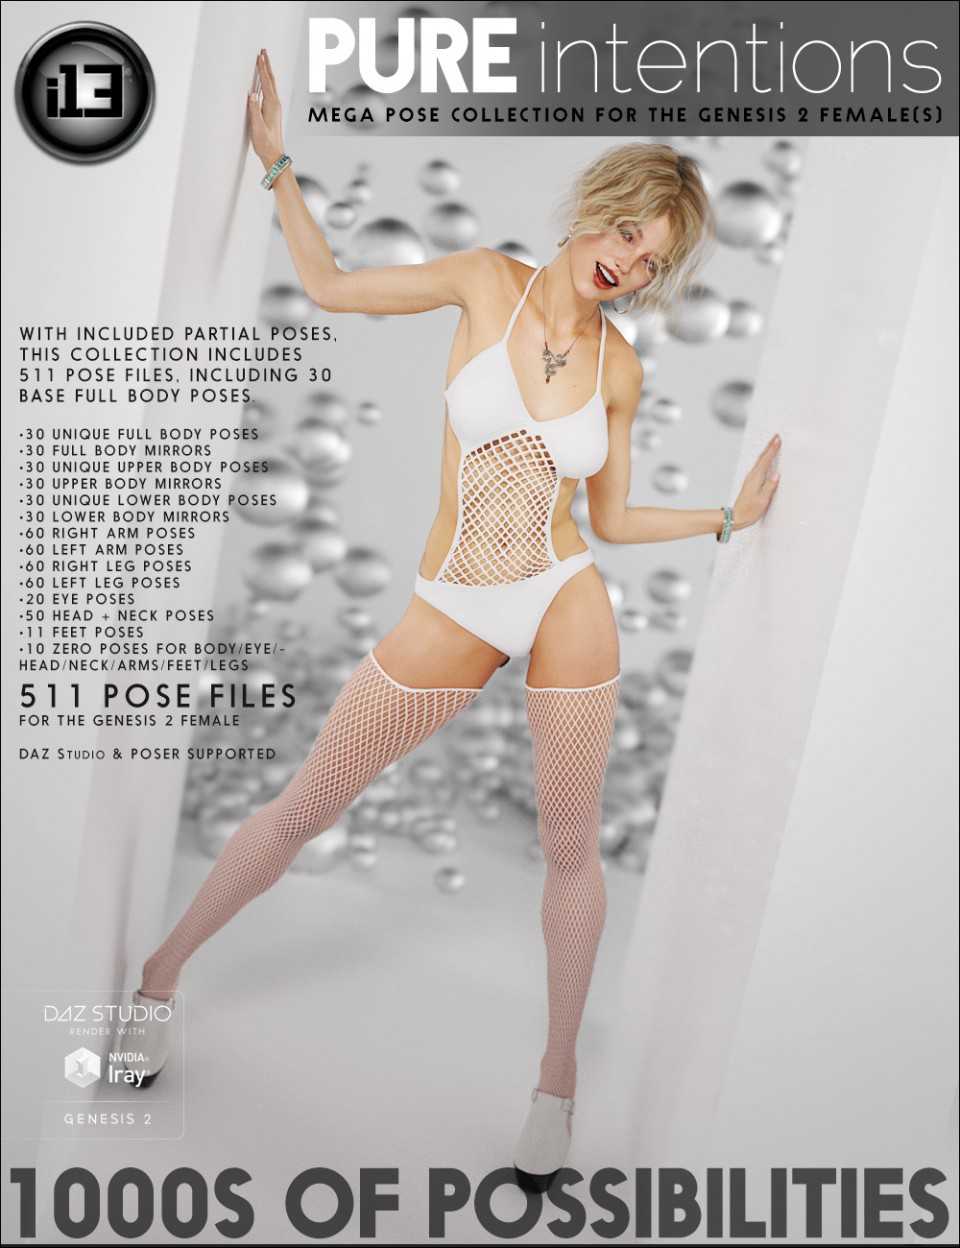 i13
PURE intentions
MEGA POSE COLLECTION FOR THE GENESIS 2 FEMALE(S)
WITH INCLUDED PARTIAL POSES,
THIS COLLECTION INCLUDES
511 POSE FILES, INCLUDING 30
BASE FULL BODY POSES.
•30 UNIQUE FULL BODY POSES
•30 FULL BODY MIRRORS
•30 UNIQUE UPPER BODY POSES
•30 UPPER BODY MIRRORS
•30 UNIQUE LOWER BODY POSES
•30 LOWER BODY MIRRORS
•60 RIGHT ARM POSES
•60 LEFT ARM POSES
•60 RIGHT LEG POSES
•60 LEFT LEG POSES
•20 EYE POSES
•50 HEAD + NECK POSES
•11 FEET POSES
•10 ZERO POSES FOR BODY/EYE/-
HEAD/NECK/ARMS/FEET/LEGS
511 POSE FILES
FOR THE GENESIS 2 FEMALE
DAZ STUDIO & POSER SUPPORTED
DAZ STUDIO
RENDER WITH
NVIDIA®
Iray®
GENESIS 2
1000S OF POSSIBILITIES